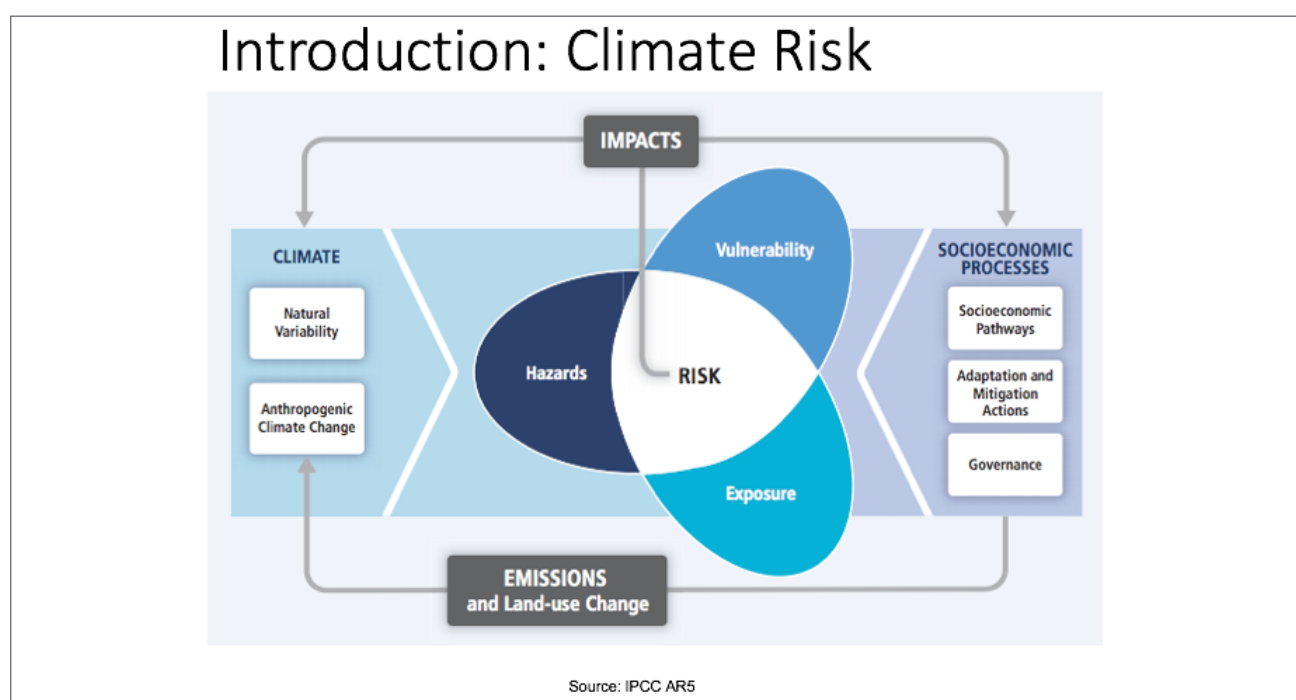 Introduction: Climate Risk
IMPACTS
CLIMATE
Natural
Variability
Anthropogenic
Climate Change
Vulnerability
Hazards
RISK
Exposure
SOCIOECONOMIC
PROCESSES
Socioeconomic
Pathways
Adaptation and
Mitigation
Actions
Governance
EMISSIONS
and Land-use Change
Source: IPCC AR5